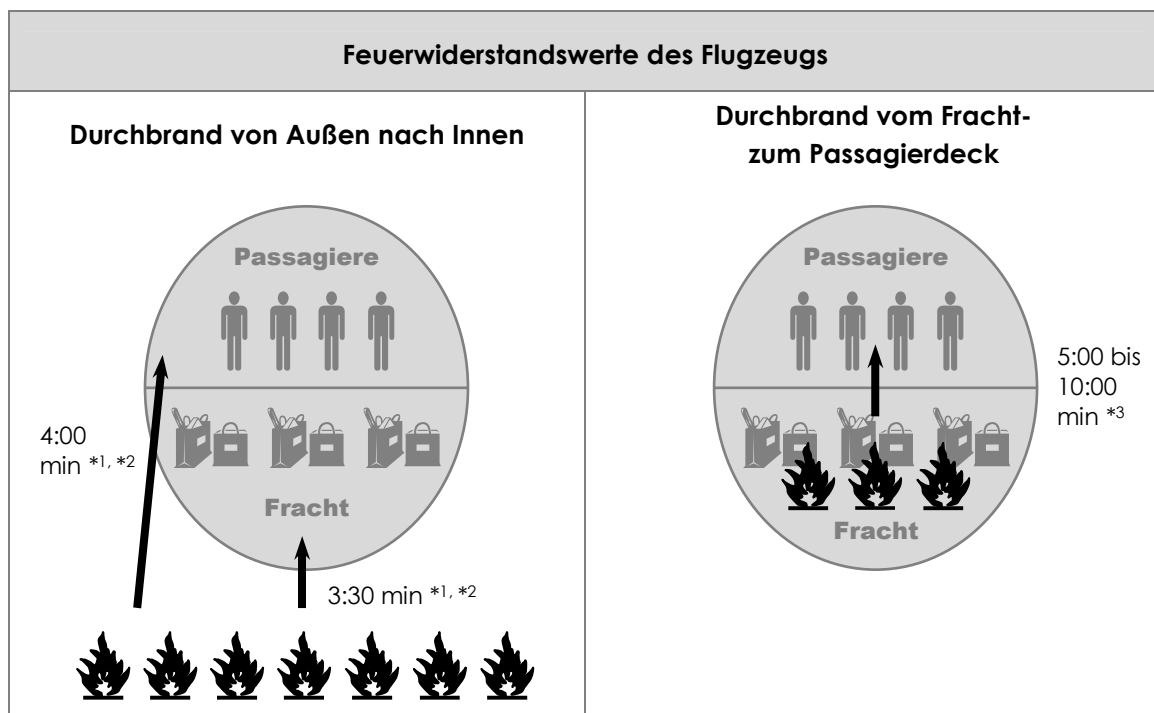 Feuerwiderstandswerte des Flugzeugs
Durchbrand von Außen nach Innen
Passagiere
4:00
min *1, *2
Fracht
3:30 min *1, *2
Durchbrand vom Fracht-
zum Passagierdeck
Passagiere
5:00 bis
10:00
min *3
Fracht